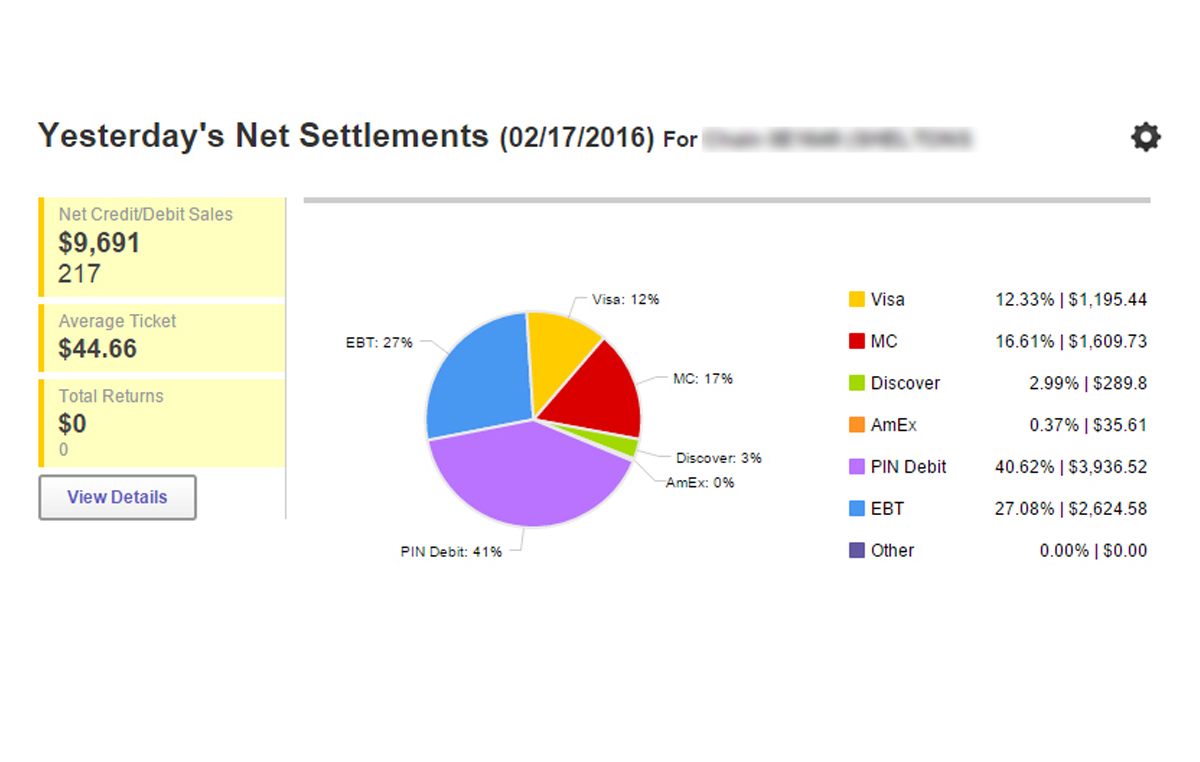 Yesterday's Net Settlements (02/17/2016) For
Net Credit/Debit Sales
$9,691
217
Average Ticket
$44.66
Total Returns
$0
0
View Details
Visa: 12%
EBT: 27%
MC: 17%
Discover: 3%
AmEx: 0%
PIN Debit: 41%
Visa 12.33% | $1,195.44
MC 16.61% | $1,609.73
Discover 2.99% | $289.8
AmEx 0.37% | $35.61
PIN Debit 40.62% | $3,936.52
EBT 27.08% | $2,624.58
Other 0.00% | $0.00